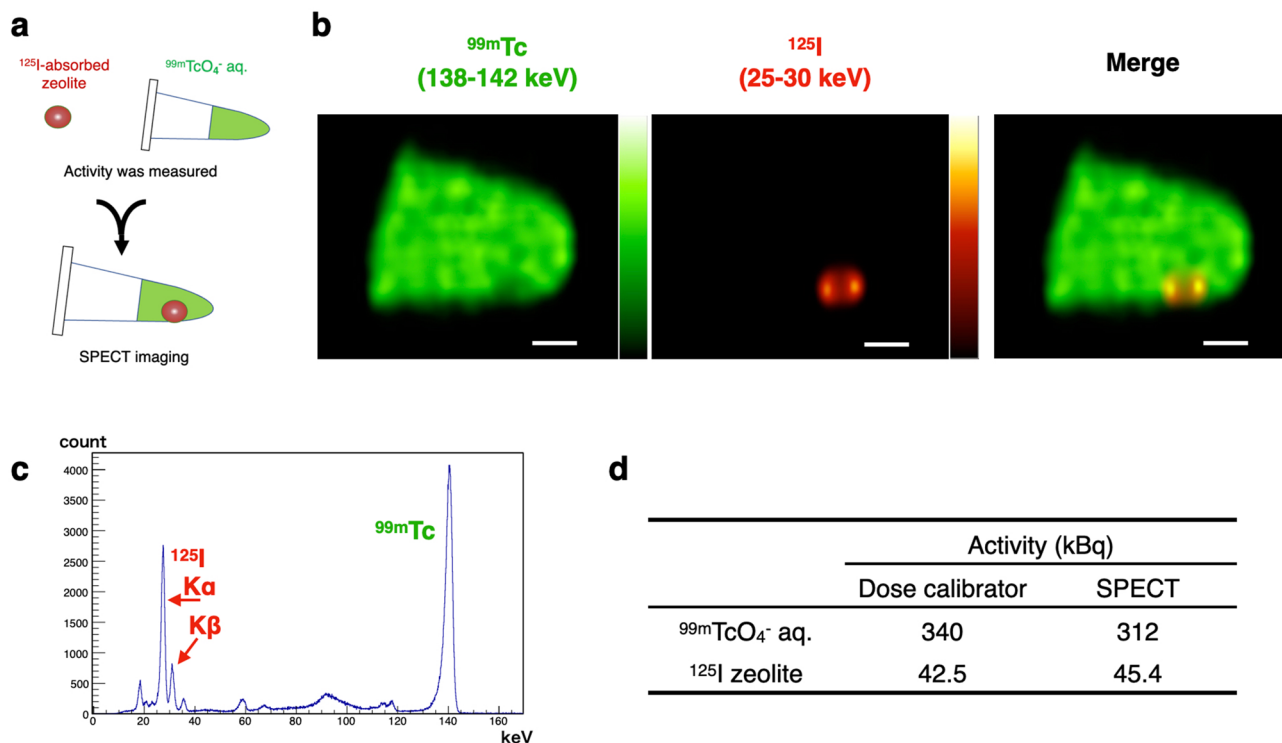 a
¹²⁵I-absorbed
zeolite
⁹⁹ᵐTcO₄⁻ aq.
Activity was measured
SPECT imaging
b
⁹⁹ᵐTc
(138-142 keV)
¹²⁵I
(25-30 keV)
Merge
c
count
4000
3500
3000
2500
2000
1500
1000
500
0
0 20 40 60 80 100 120 140 160
keV
¹²⁵I
Kα
Kβ
⁹⁹ᵐTc
d
Activity (kBq)
Dose calibrator SPECT
⁹⁹ᵐTcO₄⁻ aq. 340 312
¹²⁵I zeolite 42.5 45.4